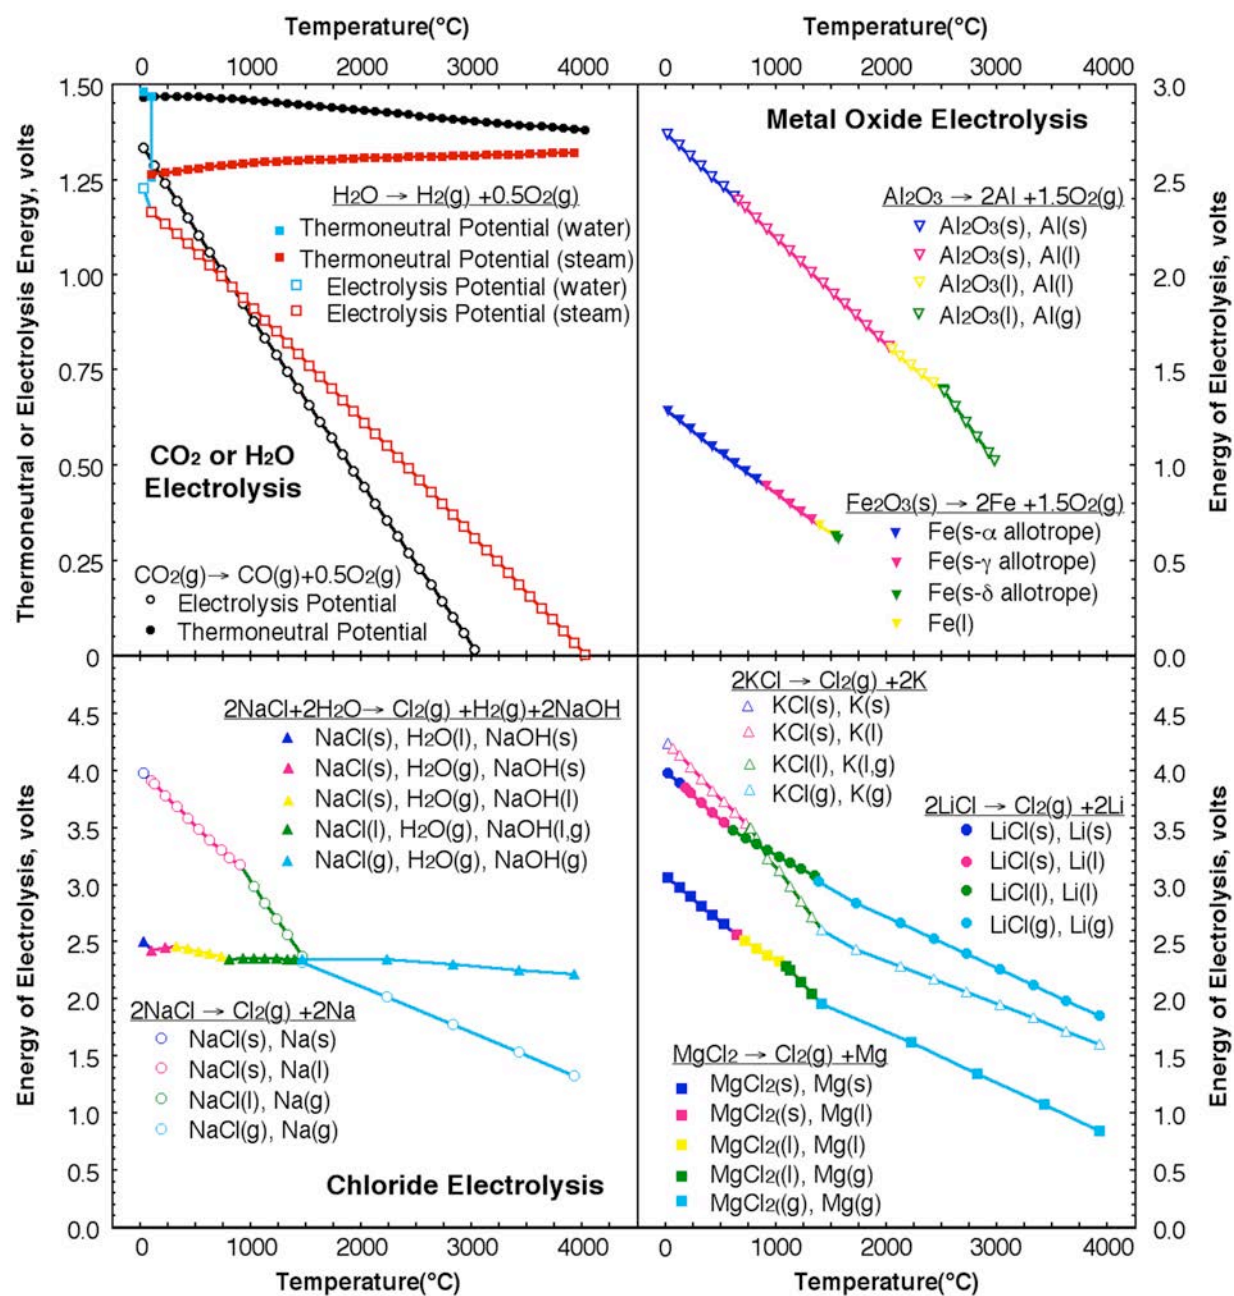 Temperature(°C)
Temperature(°C)
0 1000 2000 3000 4000
0 1000 2000 3000 4000
Thermoneutral or Electrolysis Energy, volts
1.50
1.25
1.00
0.75
0.50
0.25
0
H2O → H2(g) +0.5O2(g)
Thermoneutral Potential (water)
Thermoneutral Potential (steam)
Electrolysis Potential (water)
Electrolysis Potential (steam)
CO2 or H2O
Electrolysis
CO2(g)→ CO(g)+0.5O2(g)
Electrolysis Potential
Thermoneutral Potential
Metal Oxide Electrolysis
Al2O3 → 2Al +1.5O2(g)
Al2O3(s), Al(s)
Al2O3(s), Al(l)
Al2O3(l), Al(l)
Al2O3(l), Al(g)
Fe2O3(s) → 2Fe +1.5O2(g)
Fe(s-α allotrope)
Fe(s-γ allotrope)
Fe(s-δ allotrope)
Fe(l)
3.0
2.5
2.0
1.5
1.0
0.5
0.0
Energy of Electrolysis, volts
Energy of Electrolysis, volts
4.5
4.0
3.5
3.0
2.5
2.0
1.5
1.0
0.5
0.0
2NaCl+2H2O→ Cl2(g) +H2(g)+2NaOH
NaCl(s), H2O(l), NaOH(s)
NaCl(s), H2O(g), NaOH(s)
NaCl(s), H2O(g), NaOH(l)
NaCl(l), H2O(g), NaOH(l,g)
NaCl(g), H2O(g), NaOH(g)
2NaCl → Cl2(g) +2Na
NaCl(s), Na(s)
NaCl(s), Na(l)
NaCl(l), Na(g)
NaCl(g), Na(g)
Chloride Electrolysis
2KCl → Cl2(g) +2K
KCl(s), K(s)
KCl(s), K(l)
KCl(l), K(l,g)
KCl(g), K(g)
2LiCl → Cl2(g) +2Li
LiCl(s), Li(s)
LiCl(s), Li(l)
LiCl(l), Li(l)
LiCl(g), Li(g)
MgCl2 → Cl2(g) +Mg
MgCl2(s), Mg(s)
MgCl2((s), Mg(l)
MgCl2((l), Mg(l)
MgCl2((l), Mg(g)
MgCl2((g), Mg(g)
4.5
4.0
3.5
3.0
2.5
2.0
1.5
1.0
0.5
0.0
Energy of Electrolysis, volts
0 1000 2000 3000 4000
0 1000 2000 3000 4000
Temperature(°C)
Temperature(°C)